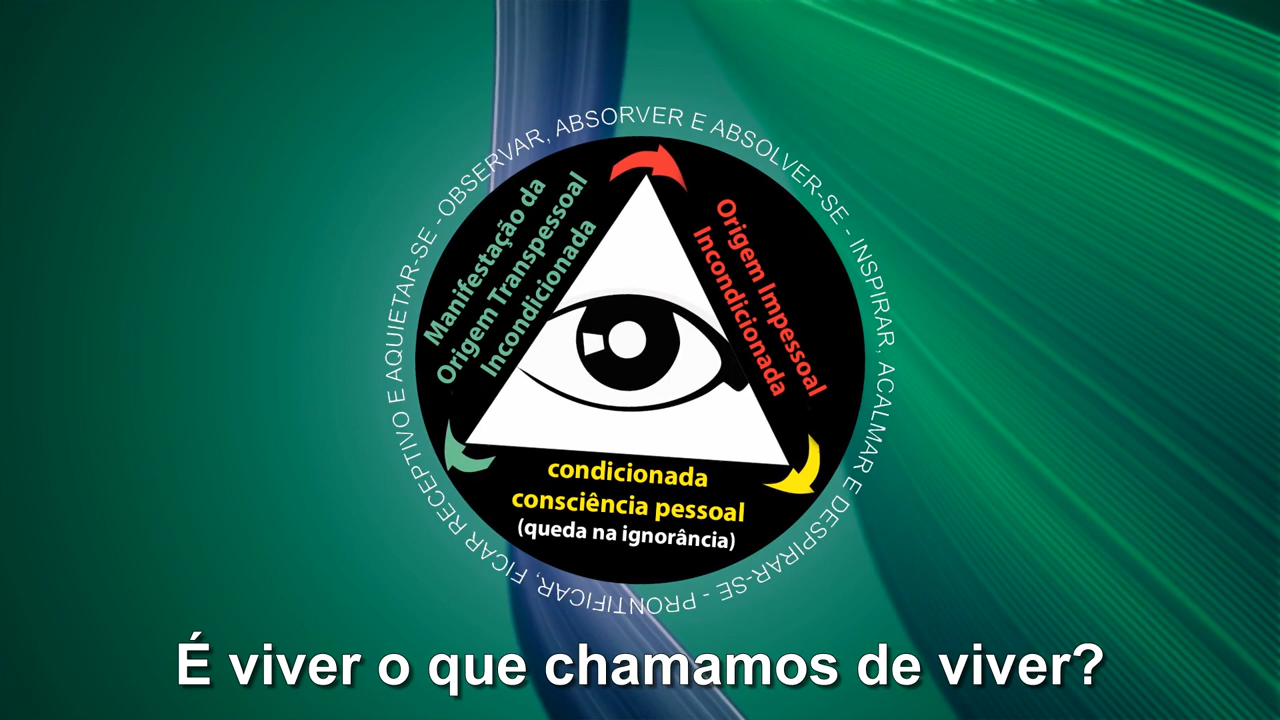 OBSERVAR, ABSORVER E ABSOLVER-SE - INSPIRAR, ACALMAR E DESPIRAR-SE - PRONTIFICAR, FICAR RECEPTIVO E AQUIETAR-SE -
Manifestação da
Origem Transpessoal
Incondicionada
Origem Impessoal
Incondicionada
condicionada
consciência pessoal
(queda na ignorância)
É viver o que chamamos de viver?